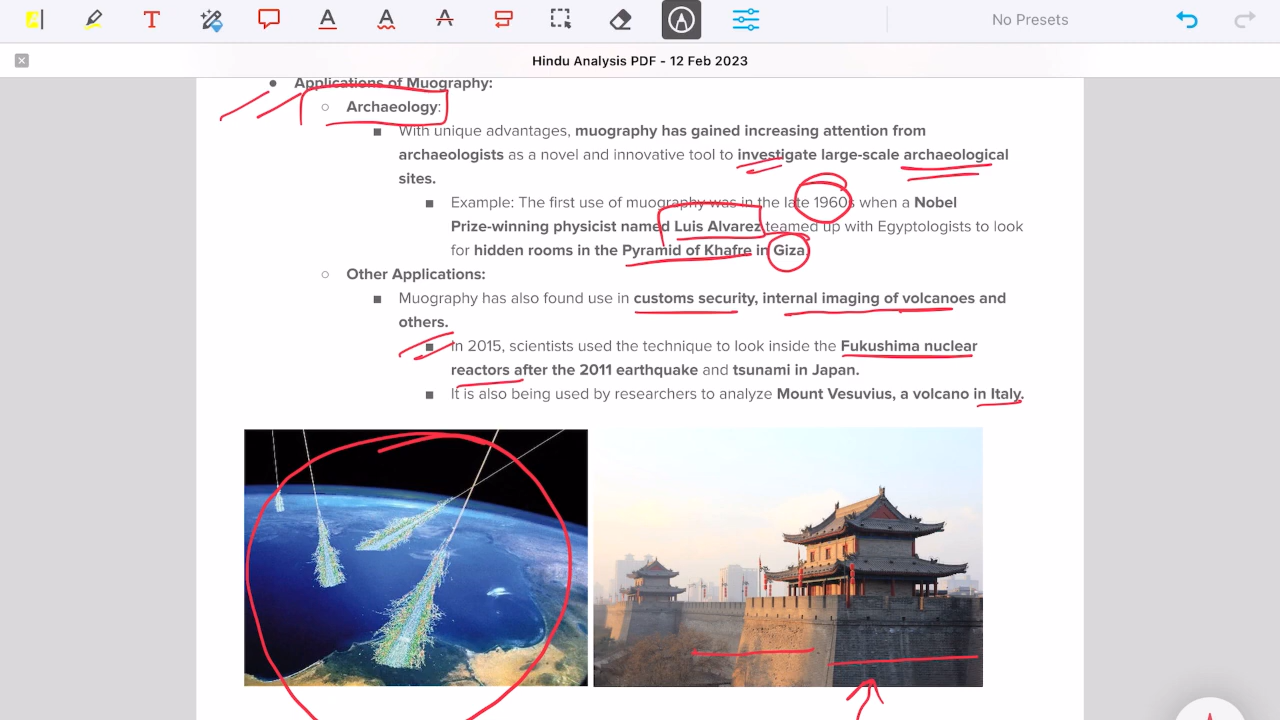 T
A
A
A
No Presets
Hindu Analysis PDF - 12 Feb 2023
Applications of Muography:
Archaeology:
With unique advantages, muography has gained increasing attention from
archaeologists as a novel and innovative tool to investigate large-scale archaeological
sites.
Example: The first use of muography was in the late 1960s when a Nobel
Prize-winning physicist named Luis Alvarez teamed up with Egyptologists to look
for hidden rooms in the Pyramid of Khafre in Giza.
Other Applications:
Muography has also found use in customs security, internal imaging of volcanoes and
others.
In 2015, scientists used the technique to look inside the Fukushima nuclear
reactors after the 2011 earthquake and tsunami in Japan.
It is also being used by researchers to analyze Mount Vesuvius, a volcano in Italy.